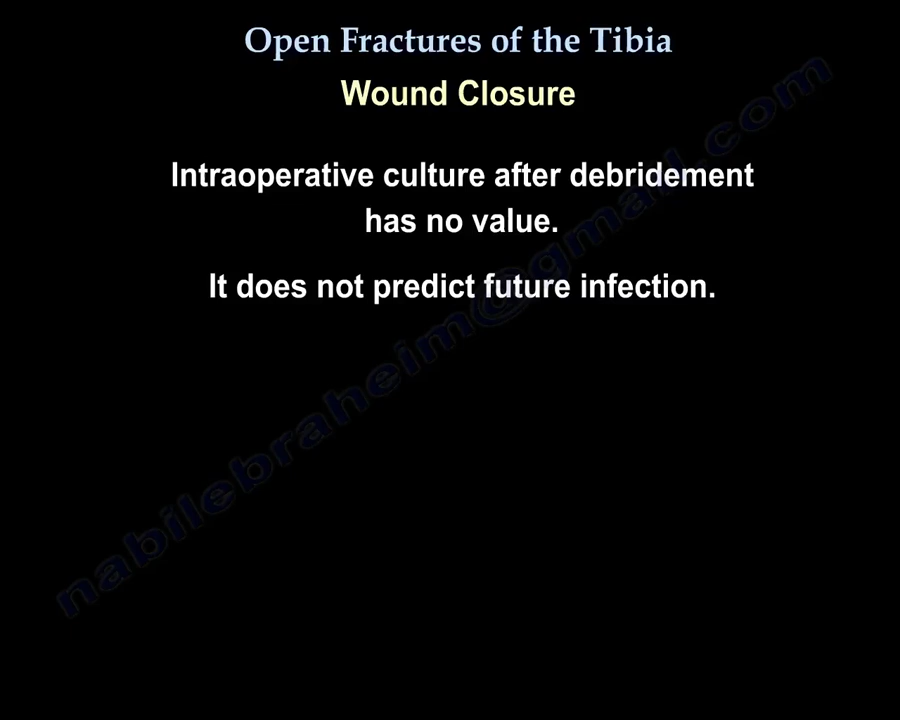 Open Fractures of the Tibia
Wound Closure
Intraoperative culture after debridement
has no value.
It does not predict future infection.
nabilebraheim@gmail.com